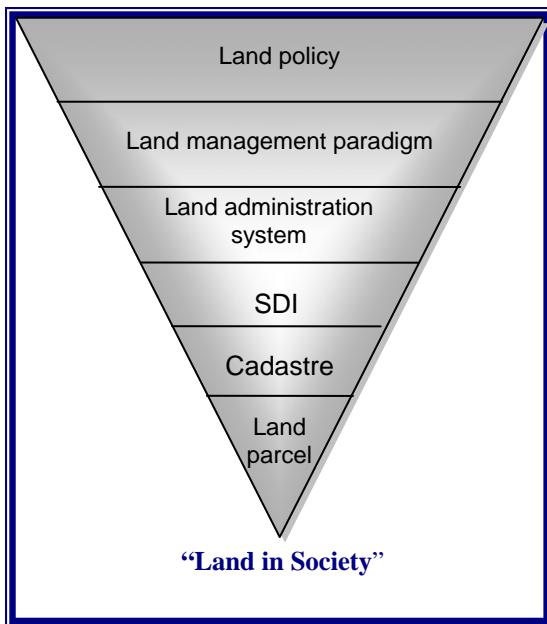 Land policy
Land management paradigm
Land administration
system
SDI
Cadastre
Land
parcel
“Land in Society”